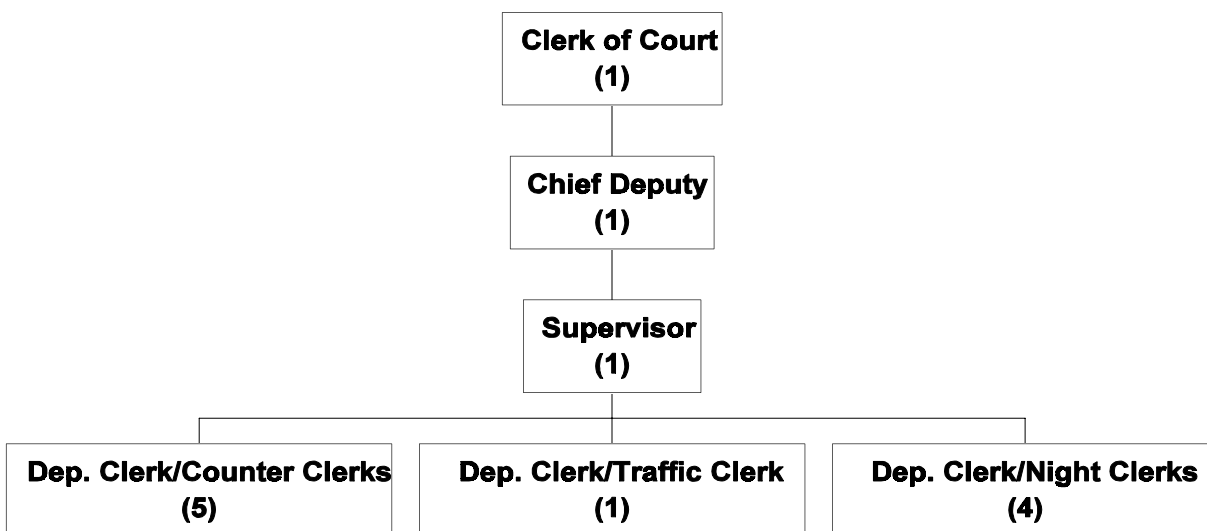 Clerk of Court
(1)
Chief Deputy
(1)
Supervisor
(1)
Dep. Clerk/Counter Clerks
(5)
Dep. Clerk/Traffic Clerk
(1)
Dep. Clerk/Night Clerks
(4)